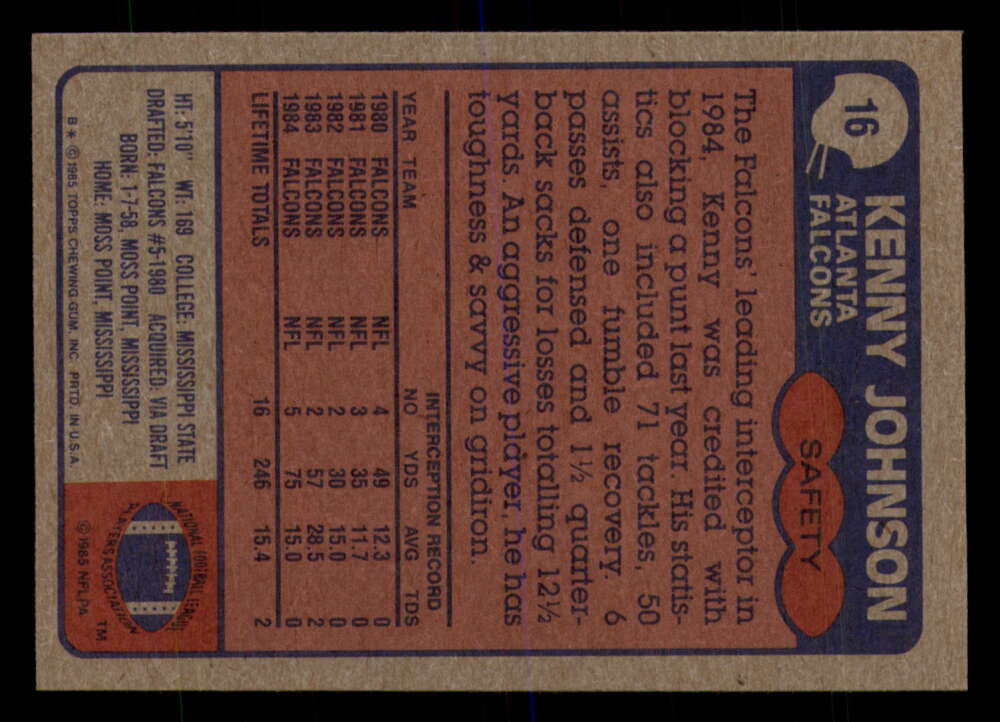 16
KENNY JOHNSON
ATLANTA
FALCONS
SAFETY
The Falcons' leading interceptor in
1984, Kenny was credited with
blocking a punt last year. His statis-
tics also included 71 tackles, 50
assists, one fumble recovery, 6
passes defensed and 1½ quarter-
back sacks for losses totalling 12½
yards. An aggressive player, he has
toughness & savvy on gridiron.
INTERCEPTION RECORD
YEAR TEAM NO YDS AVG TDS
1980 FALCONS NFL 4 49 12.3 0
1981 FALCONS NFL 3 35 11.7 0
1982 FALCONS NFL 2 30 15.0 0
1983 FALCONS NFL 2 57 28.5 2
1984 FALCONS NFL 5 75 15.0 0
LIFETIME TOTALS 16 246 15.4 2
HT: 5'10" WT: 169 COLLEGE: MISSISSIPPI STATE
DRAFTED: FALCONS #5-1980 ACQUIRED: VIA DRAFT
BORN: 1-7-58, MOSS POINT, MISSISSIPPI
HOME: MOSS POINT, MISSISSIPPI
B* © 1985 TOPPS CHEWING GUM, INC. PRTD. IN U.S.A.
NATIONAL FOOTBALL LEAGUE
PLAYERS ASSOCIATION
TM
© 1985 NFLPA